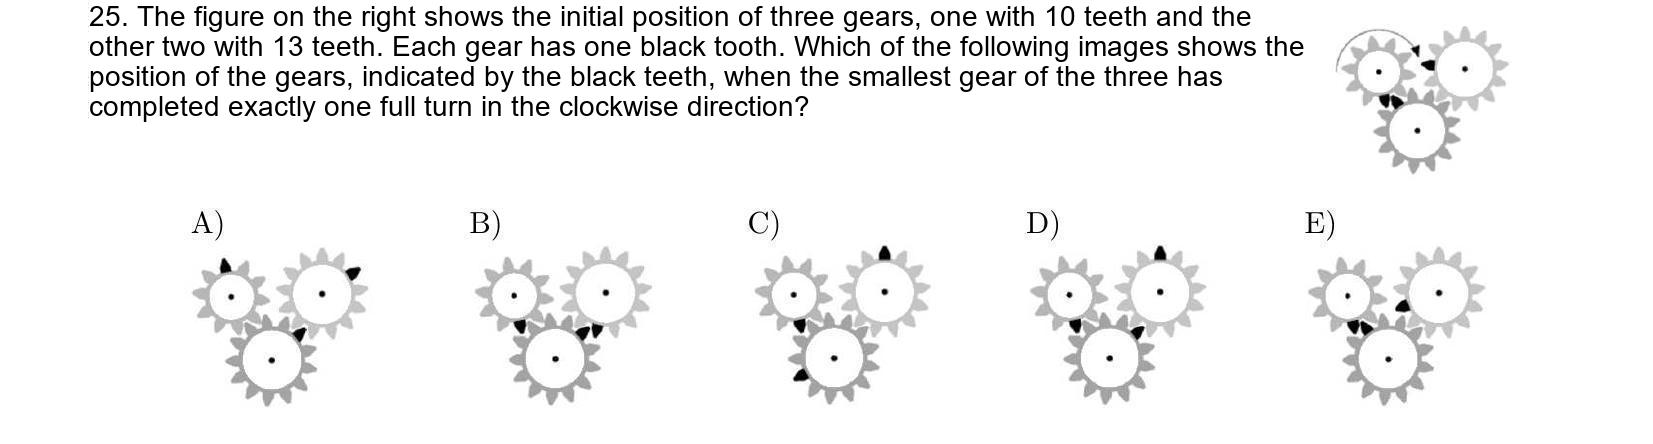 25. The figure on the right shows the initial position of three gears, one with 10 teeth and the
other two with 13 teeth. Each gear has one black tooth. Which of the following images shows the
position of the gears, indicated by the black teeth, when the smallest gear of the three has
completed exactly one full turn in the clockwise direction?
A) B) C) D) E)